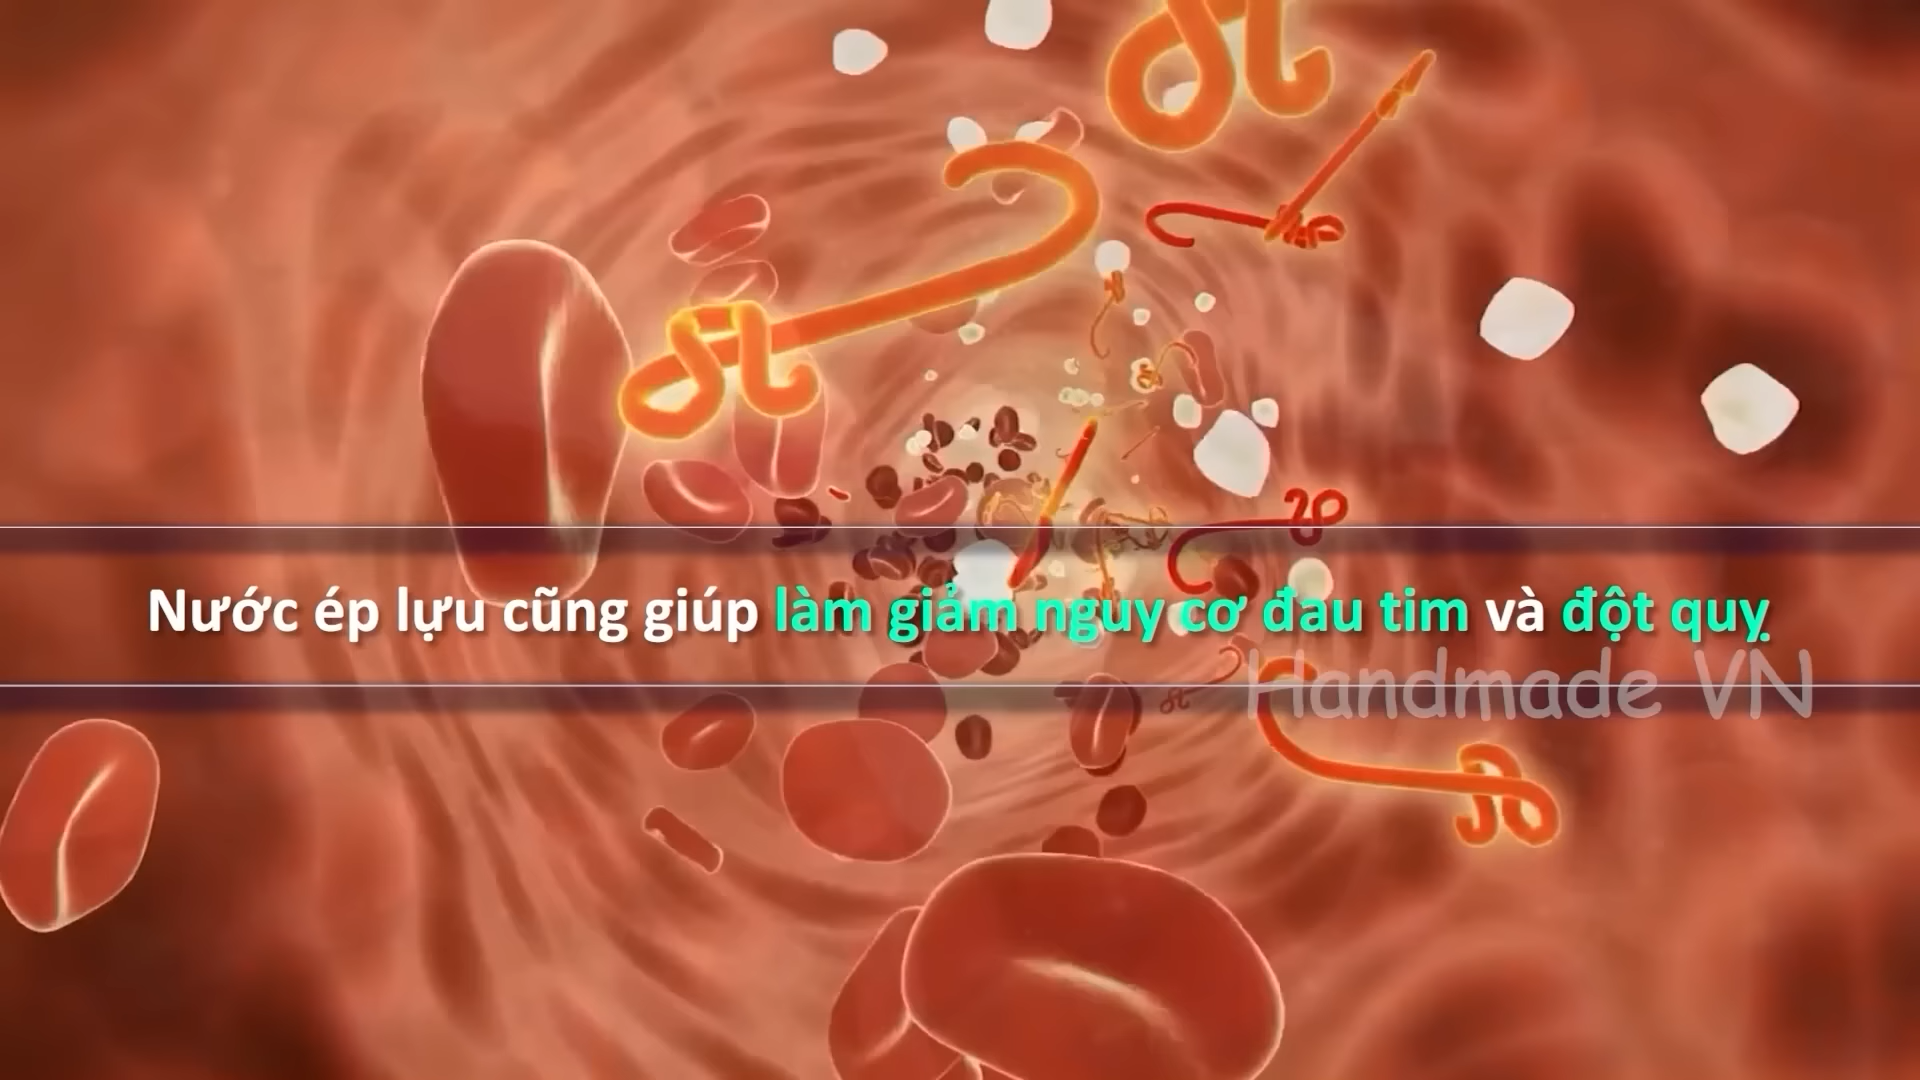 Nước ép lựu cũng giúp làm giảm nguy cơ đau tim và đột quỵ
Handmade VN